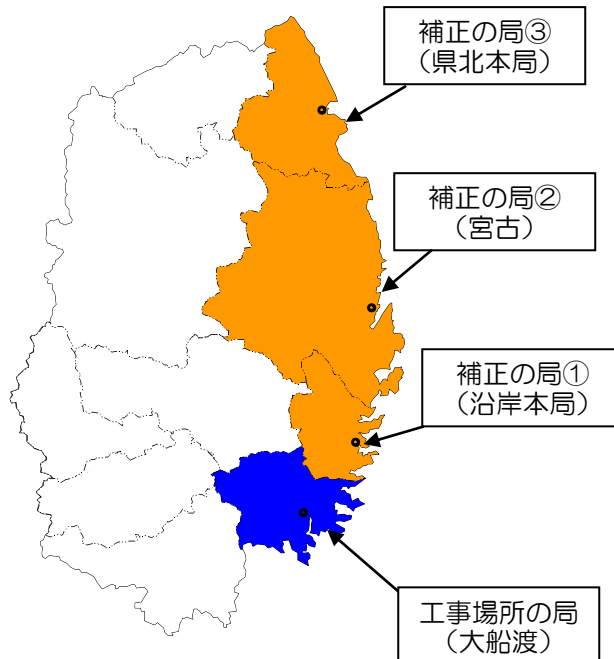 補正の局③
（県北本局）
補正の局②
（宮古）
補正の局①
（沿岸本局）
工事場所の局
（大船渡）